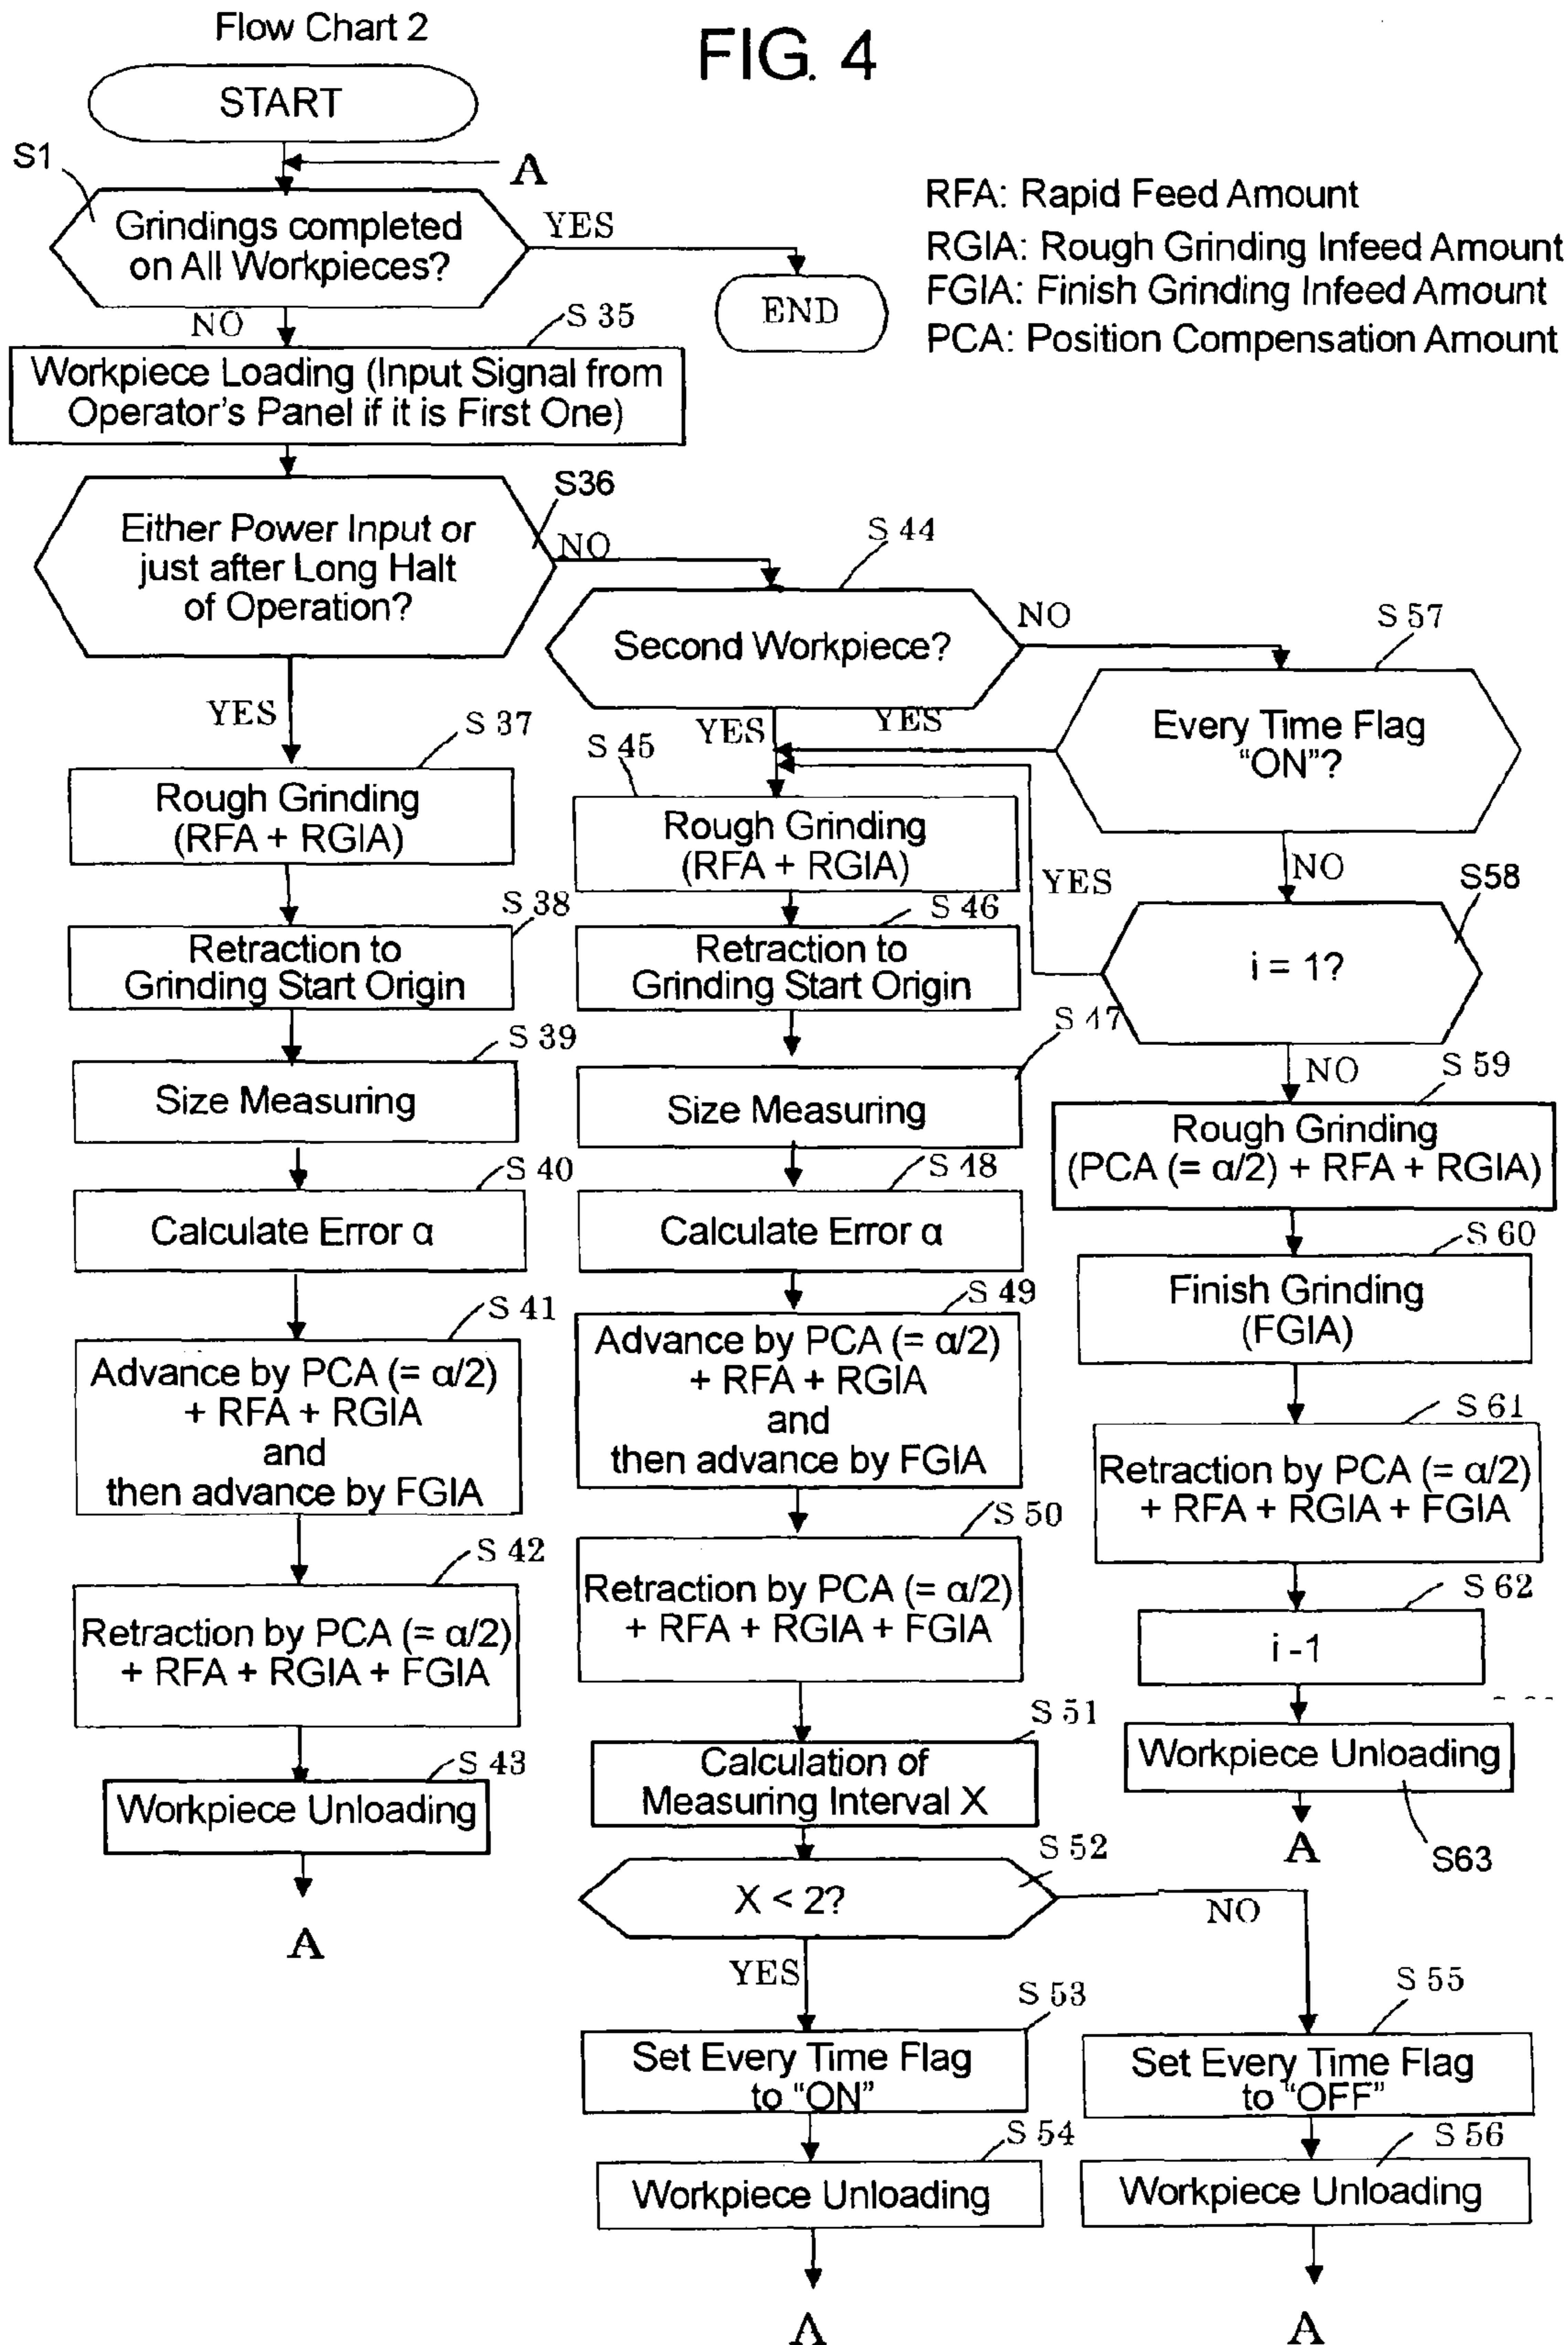 Flow Chart 2
FIG. 4
START
A
S1
Grindings completed
on All Workpieces?
YES
END
NO
RFA: Rapid Feed Amount
RGIA: Rough Grinding Infeed Amount
FGIA: Finish Grinding Infeed Amount
PCA: Position Compensation Amount
S 35
Workpiece Loading (Input Signal from
Operator's Panel if it is First One)
S36
Either Power Input or
just after Long Halt
of Operation?
NO
YES
S 37
Rough Grinding
(RFA + RGIA)
S 38
Retraction to
Grinding Start Origin
S 39
Size Measuring
S 40
Calculate Error α
S 41
Advance by PCA (= α/2)
+ RFA + RGIA
and
then advance by FGIA
S 42
Retraction by PCA (= α/2)
+ RFA + RGIA + FGIA
S 43
Workpiece Unloading
A
S 44
Second Workpiece?
NO
YES
YES
S 45
Rough Grinding
(RFA + RGIA)
S 46
Retraction to
Grinding Start Origin
S 47
Size Measuring
S 48
Calculate Error α
S 49
Advance by PCA (= α/2)
+ RFA + RGIA
and
then advance by FGIA
S 50
Retraction by PCA (= α/2)
+ RFA + RGIA + FGIA
S 51
Calculation of
Measuring Interval X
S 52
X < 2?
NO
YES
S 53
Set Every Time Flag
to "ON"
S 54
Workpiece Unloading
A
S 55
Set Every Time Flag
to "OFF"
S 56
Workpiece Unloading
A
S 57
Every Time Flag
"ON"?
NO
YES
S58
i = 1?
NO
S 59
Rough Grinding
(PCA (= α/2) + RFA + RGIA)
S 60
Finish Grinding
(FGIA)
S 61
Retraction by PCA (= α/2)
+ RFA + RGIA + FGIA
S 62
i -1
Workpiece Unloading
S63
A